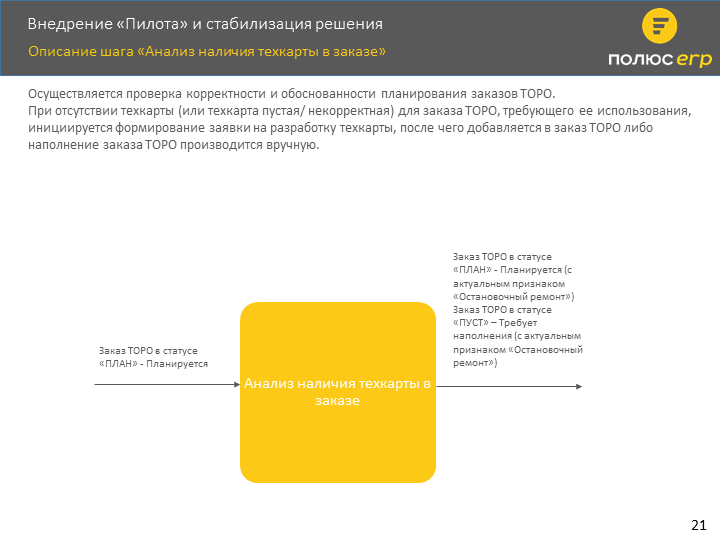 Внедрение «Пилота» и стабилизация решения
Описание шага «Анализ наличия техкарты в заказе»
ПОЛЮС erp
Осуществляется проверка корректности и обоснованности планирования заказов ТОРО.
При отсутствии техкарты (или техкарта пустая/ некорректная) для заказа ТОРО, требующего ее использования,
инициируется формирование заявки на разработку техкарты, после чего добавляется в заказ ТОРО либо
наполнение заказа ТОРО производится вручную.
Заказ ТОРО в статусе
«ПЛАН» - Планируется
Анализ наличия техкарты в
заказе
Заказ ТОРО в статусе
«ПЛАН» - Планируется (с
актуальным признаком
«Остановочный ремонт»)
Заказ ТОРО в статусе
«ПУСТ» – Требует
наполнения (с актуальным
признаком «Остановочный
ремонт»)
21